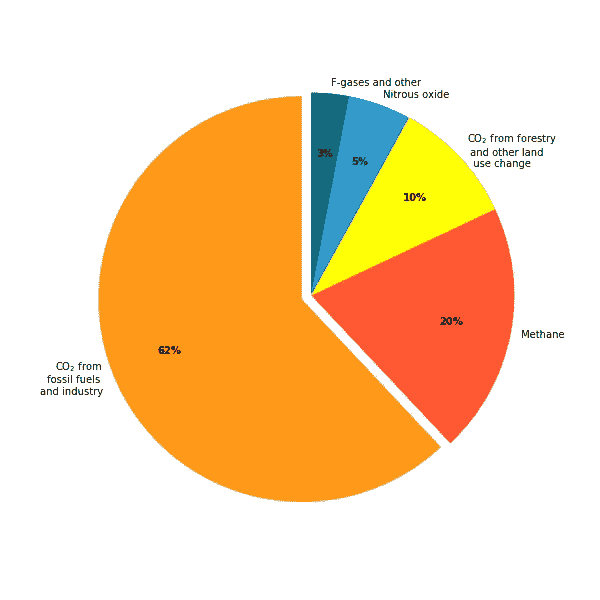 F-gases and other
Nitrous oxide
3%
5%
CO₂ from forestry
and other land
use change
10%
20%
Methane
62%
CO₂ from
fossil fuels
and industry